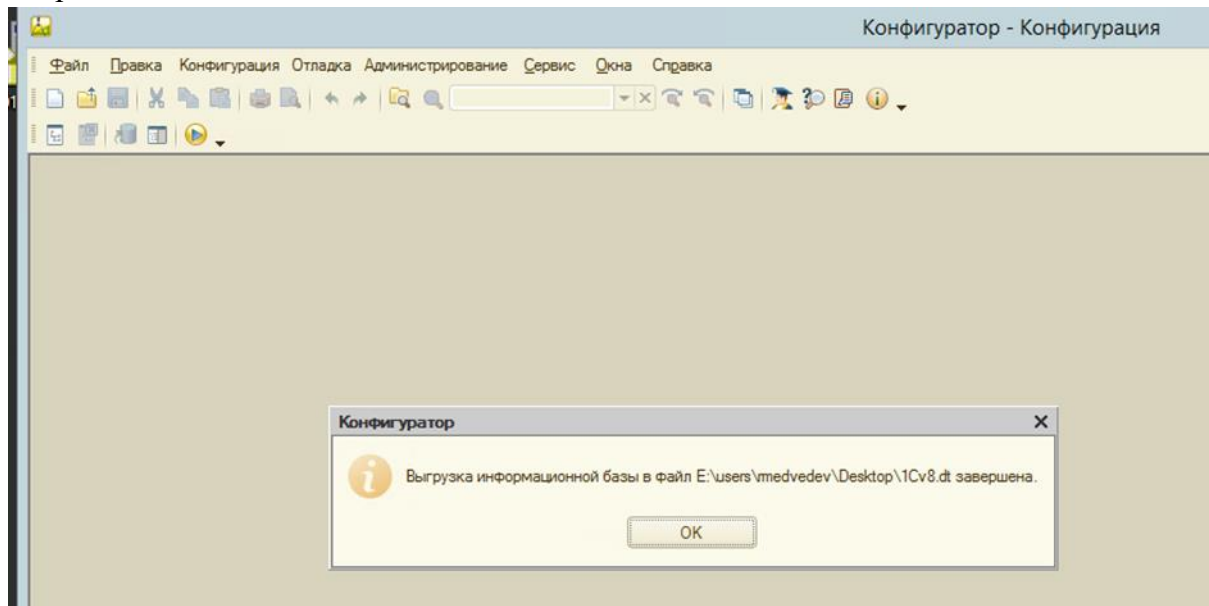 Конфигуратор - Конфигурация
Файл Правка Конфигурация Отладка Администрирование Сервис Окна Справка
Конфигуратор
Выгрузка информационной базы в файл E:\users\medvedev\Desktop\1Cv8.dt завершена.
OK